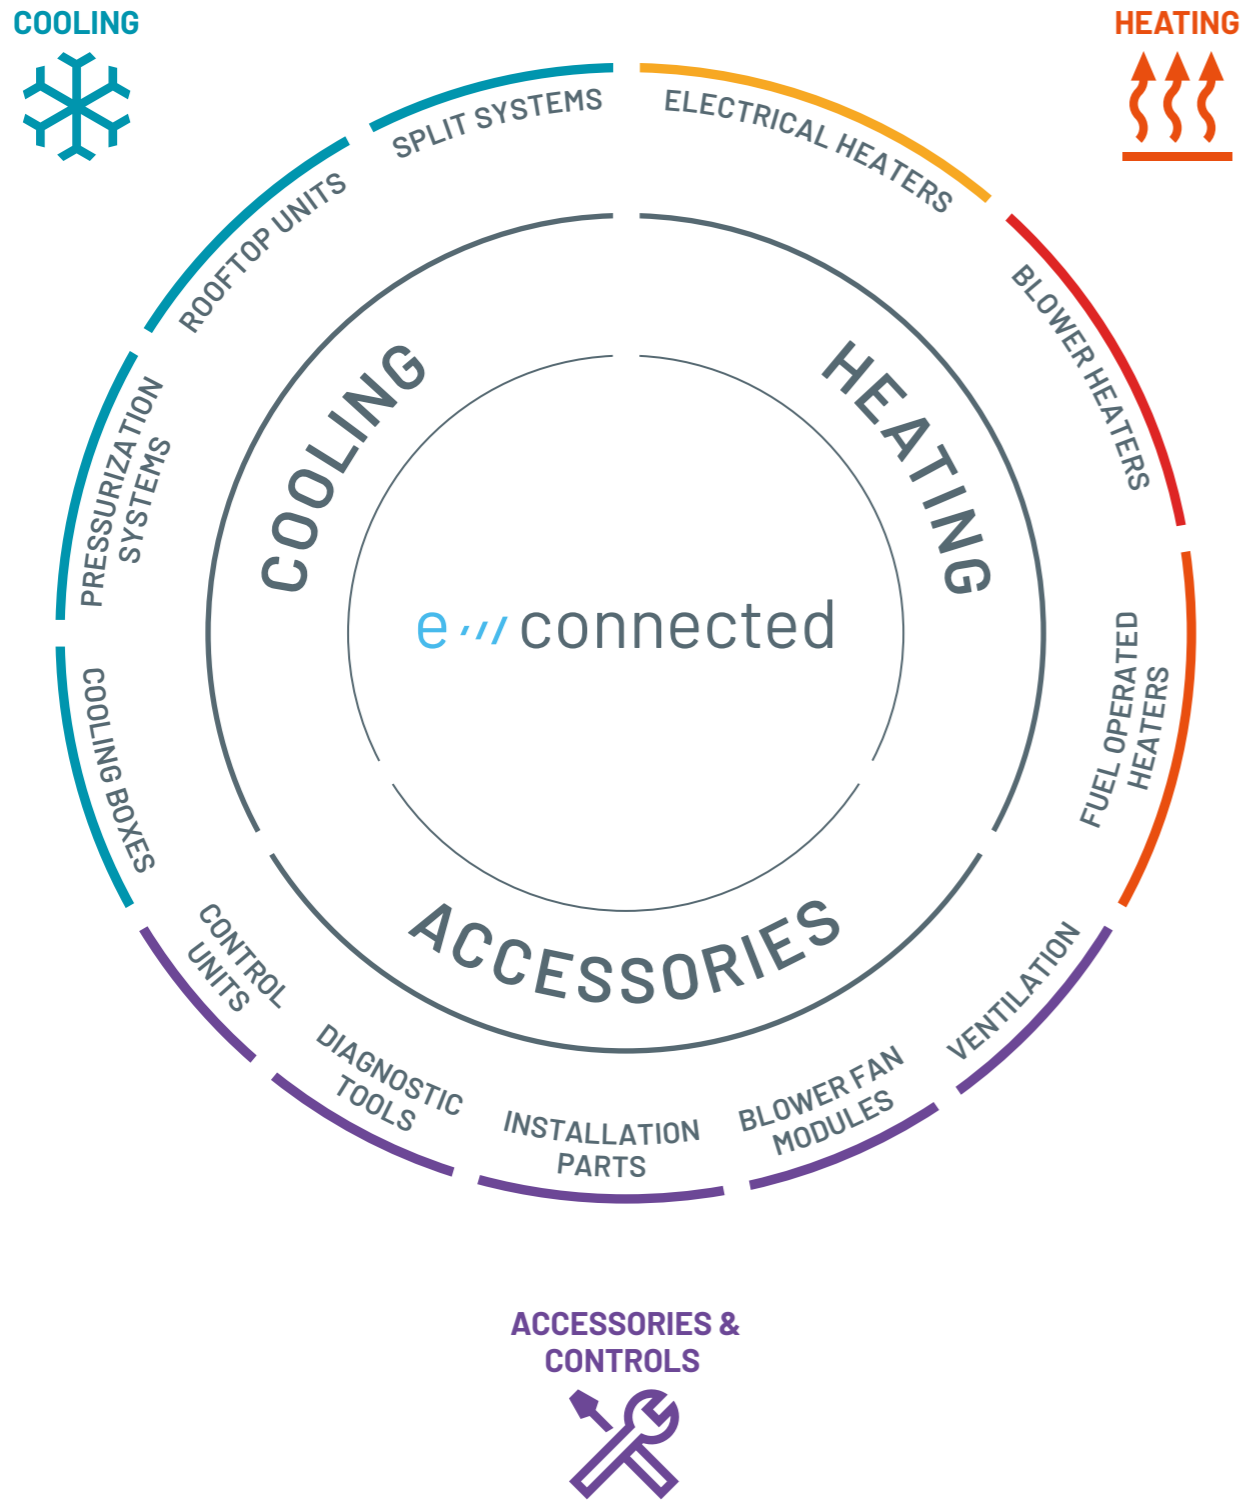 COOLING
HEATING
SPLIT SYSTEMS
ELECTRICAL HEATERS
ROOFTOP UNITS
BLOWER HEATERS
PRESSURIZATION
SYSTEMS
COOLING
HEATING
e connected
FUEL OPERATED
HEATERS
COOLING BOXES
ACCESSORIES
CONTROL
UNITS
DIAGNOSTIC
TOOLS
INSTALLATION
PARTS
BLOWER FAN
MODULES
VENTILATION
ACCESSORIES &
CONTROLS